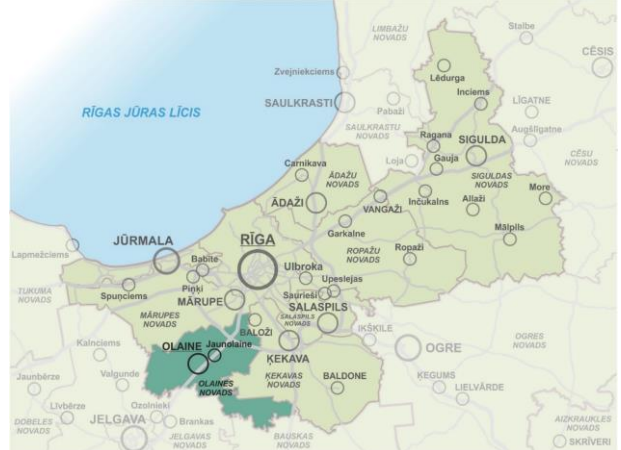 LIMBAŽU
NOVADS
Stalbe
CĒSIS
Zvejniekciems
Lēdurga
Inciems
SAULKRASTI
Pabaži
LĪGATNE
RĪGAS JŪRAS LĪCIS
SAULKRASTU
NOVADS
Augšlīgatne
Ragana
SIGULDA
Loja
Gauja
CĒSU
NOVADS
Carnikava
ĀDAŽU
NOVADS
SIGULDAS
NOVADS
More
ĀDAŽI
VANGAŽI
Inčukalns
Allaži
Garkalne
Mālpils
JŪRMALA
RĪGA
ROPAŽU
NOVADS
Ropaži
Lapmežciems
Babīte
Ulbroka
Upeslejas
TUKUMA
NOVADS
Spuņciems
Piņķi
Saurieši
MĀRUPE
SALASPILS
SALASPILS
NOVADS
MĀRUPES
NOVADS
BALOŽI
IKŠĶILE
OGRES
NOVADS
Kalnciems
OLAINE
Jaunolaine
ĶEKAVA
OGRE
Jaunbērze
Valgunde
OLAINES
NOVADS
ĶEKAVAS
NOVADS
BALDONE
ĶEGUMS
LIELVĀRDE
Līvbērze
Ozolnieki
DOBELES
NOVADS
JELGAVA
Brankas
JELGAVAS
NOVADS
BAUSKAS
NOVADS
AIZKRAUKLES
NOVADS
SKRĪVERI